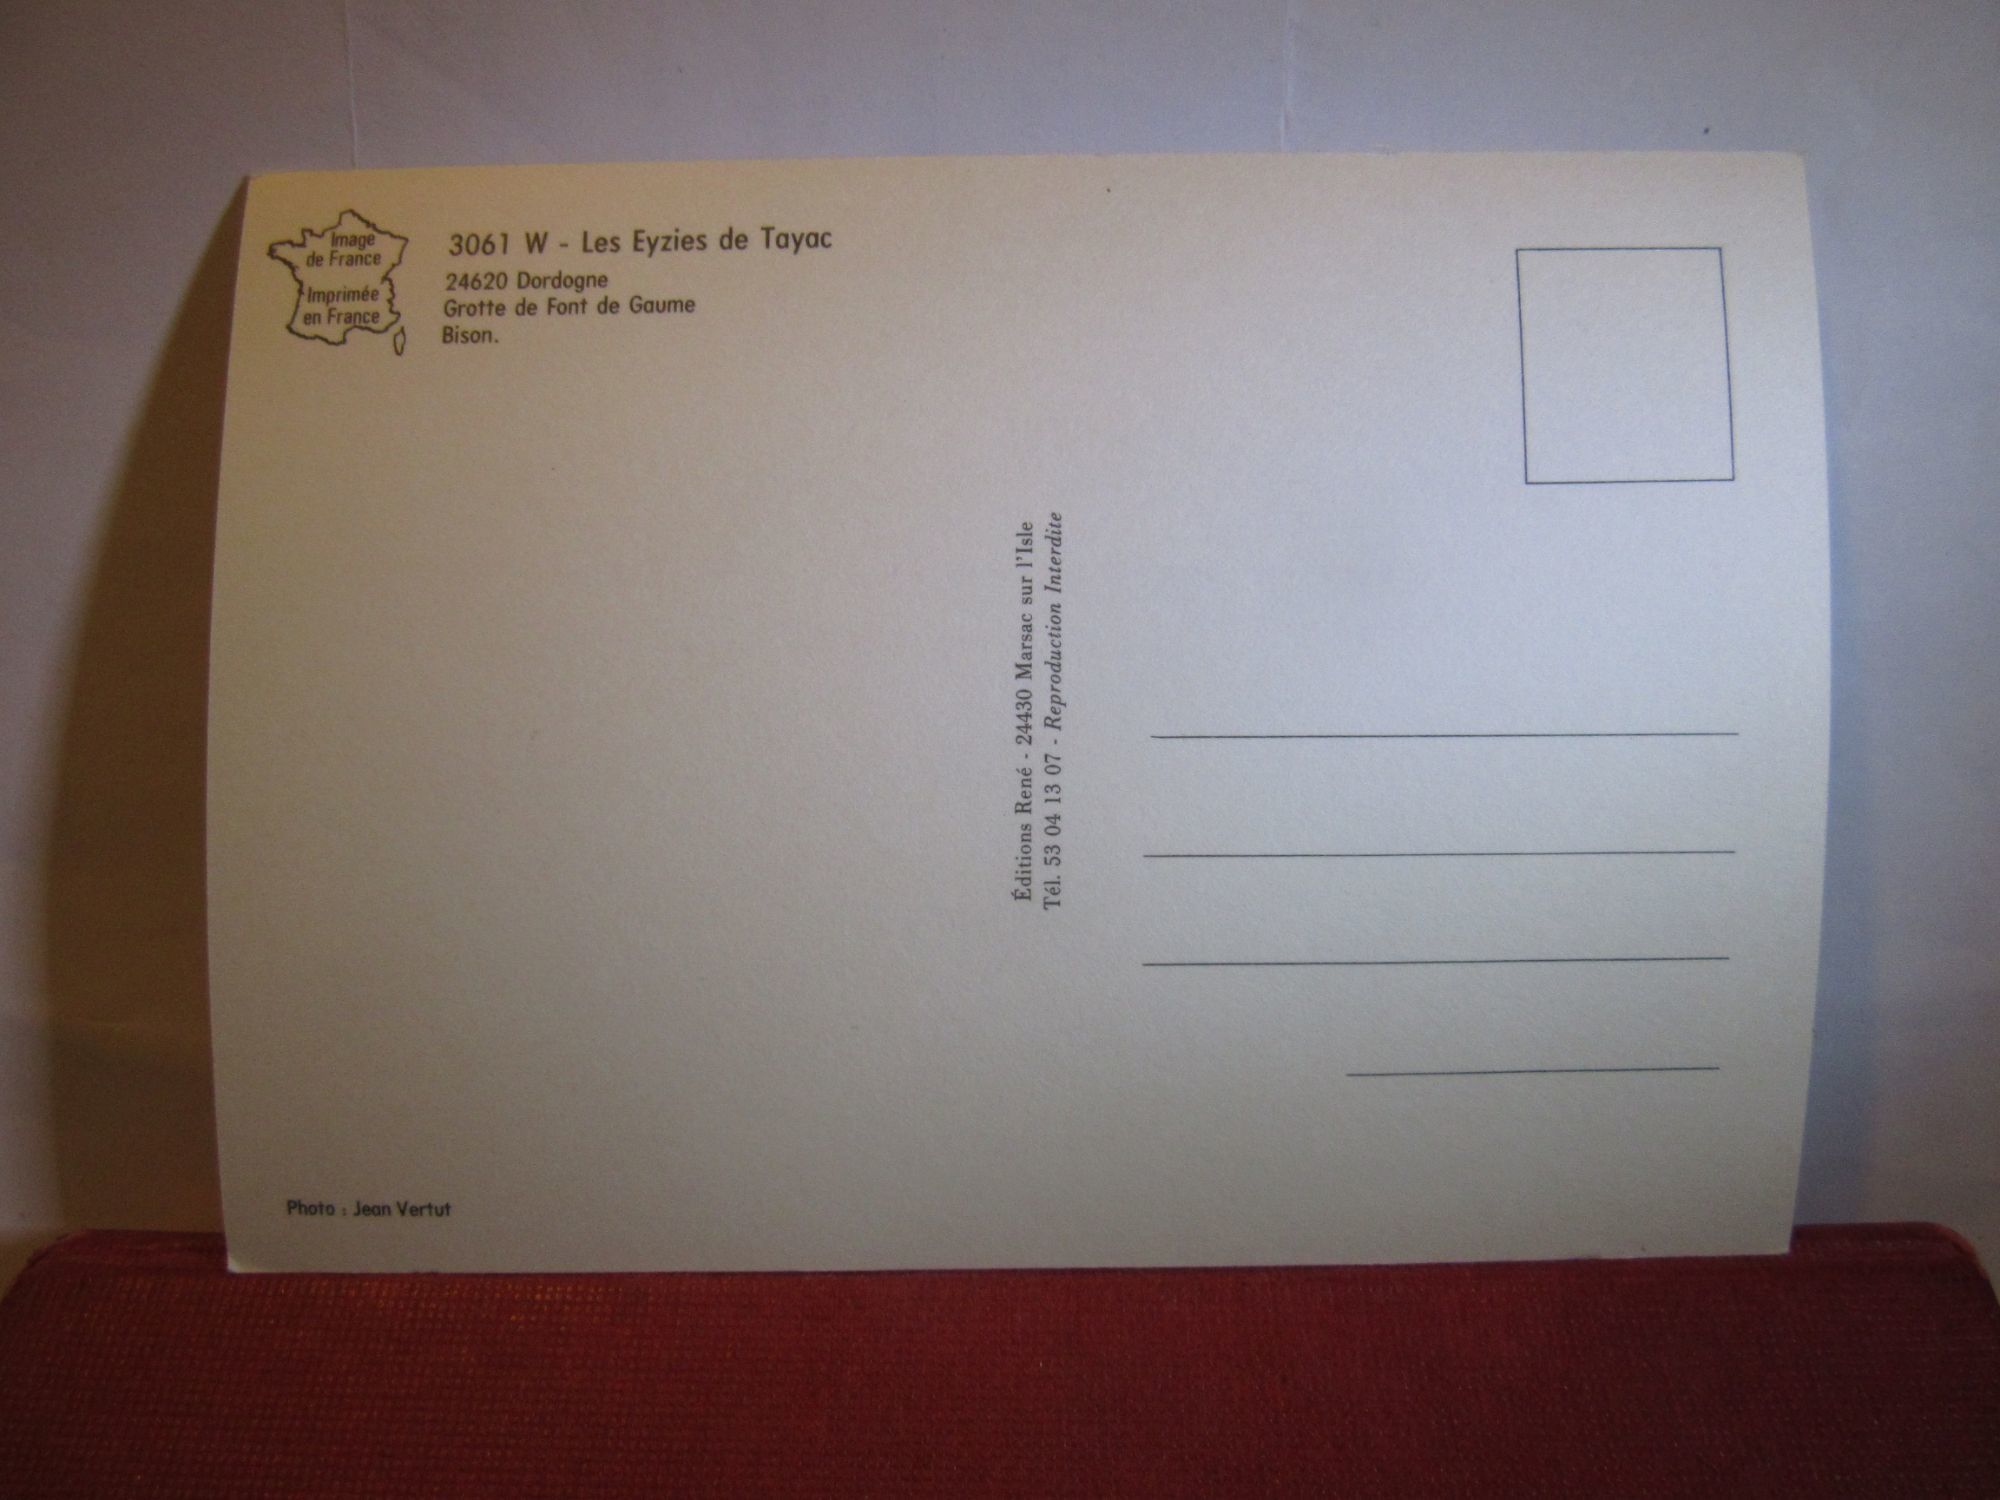 Image
de France
Imprimée
en France
3061 W - Les Eyzies de Tayac
24620 Dordogne
Grotte de Font de Gaume
Bison.
Éditions René - 24430 Marsac sur l'Isle
Tél. 53 04 13 07 - Reproduction Interdite
Photo : Jean Vertut